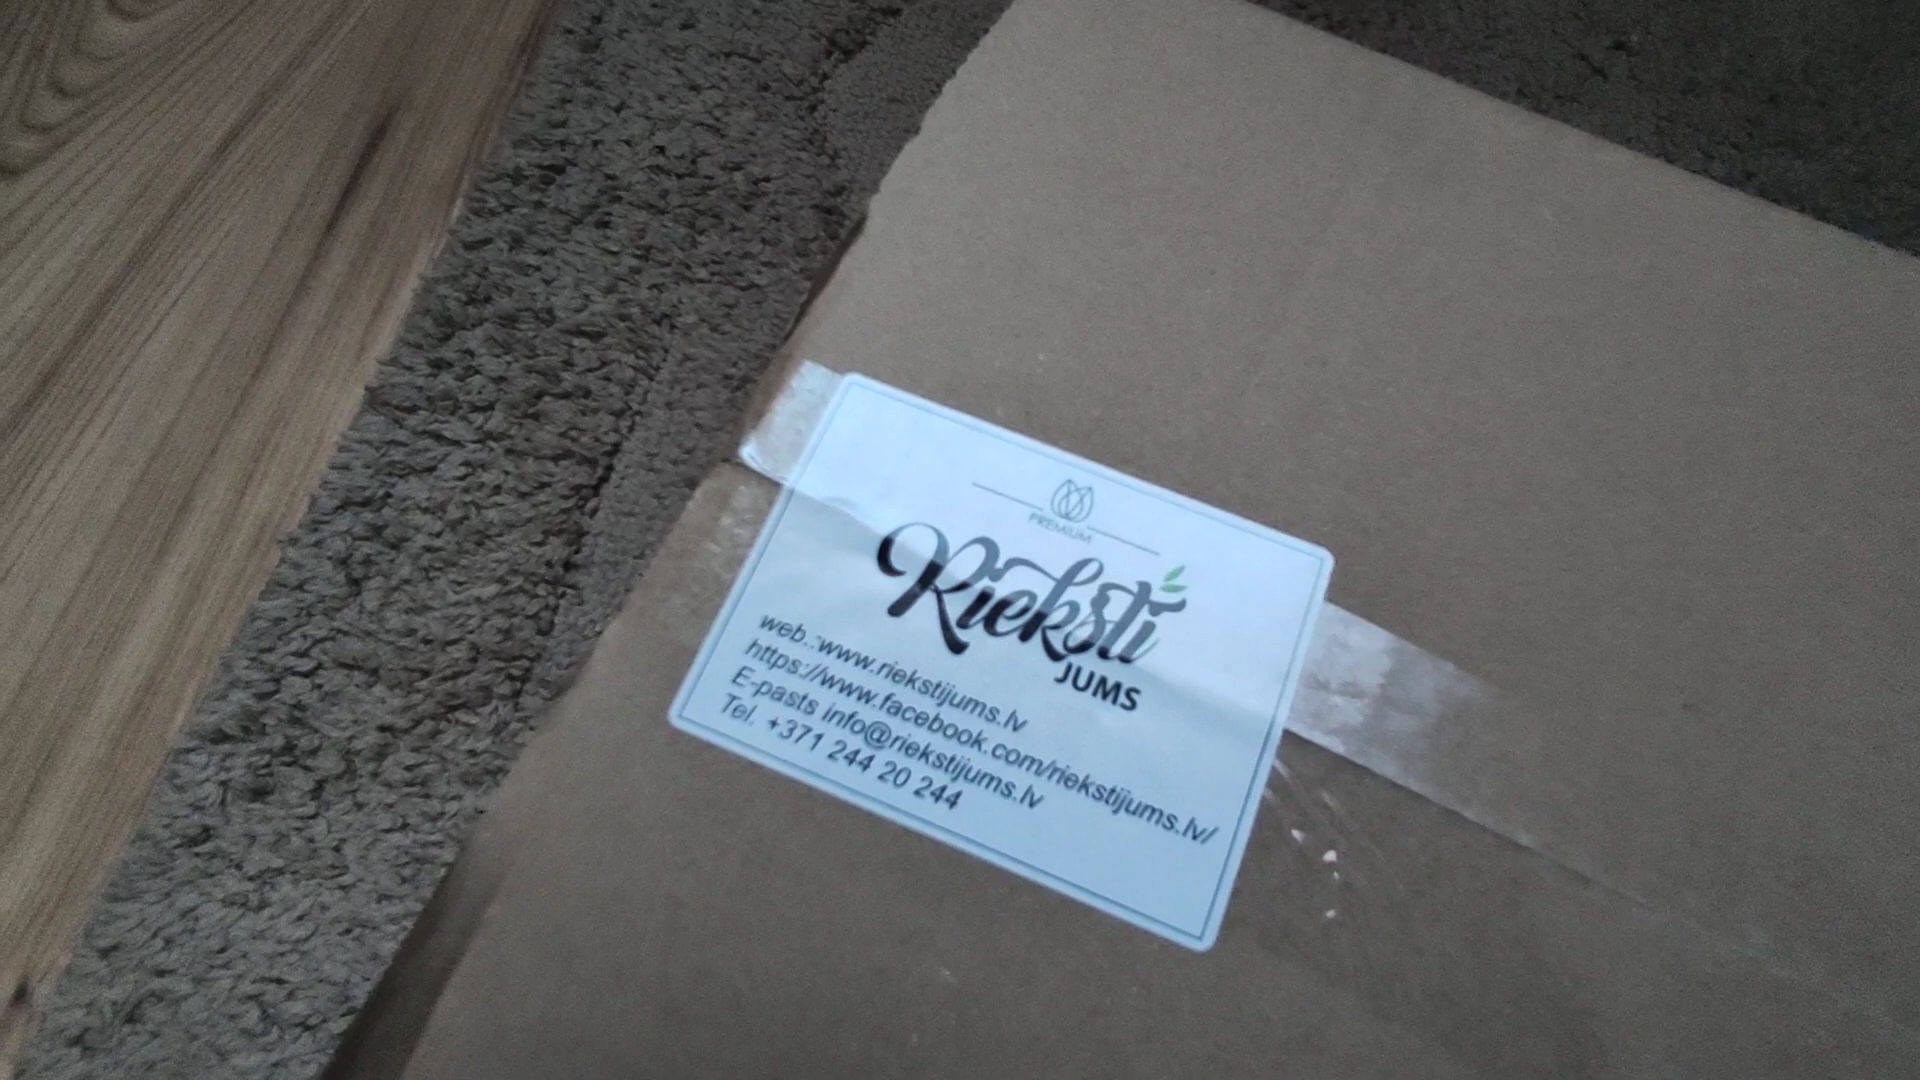 PREMIUM
Rieksti
JUMS
web.:www.riekstijums.lv
https://www.facebook.com/riekstijums.lv/
E-pasts info@riekstijums.lv
Tel. +371 244 20 244